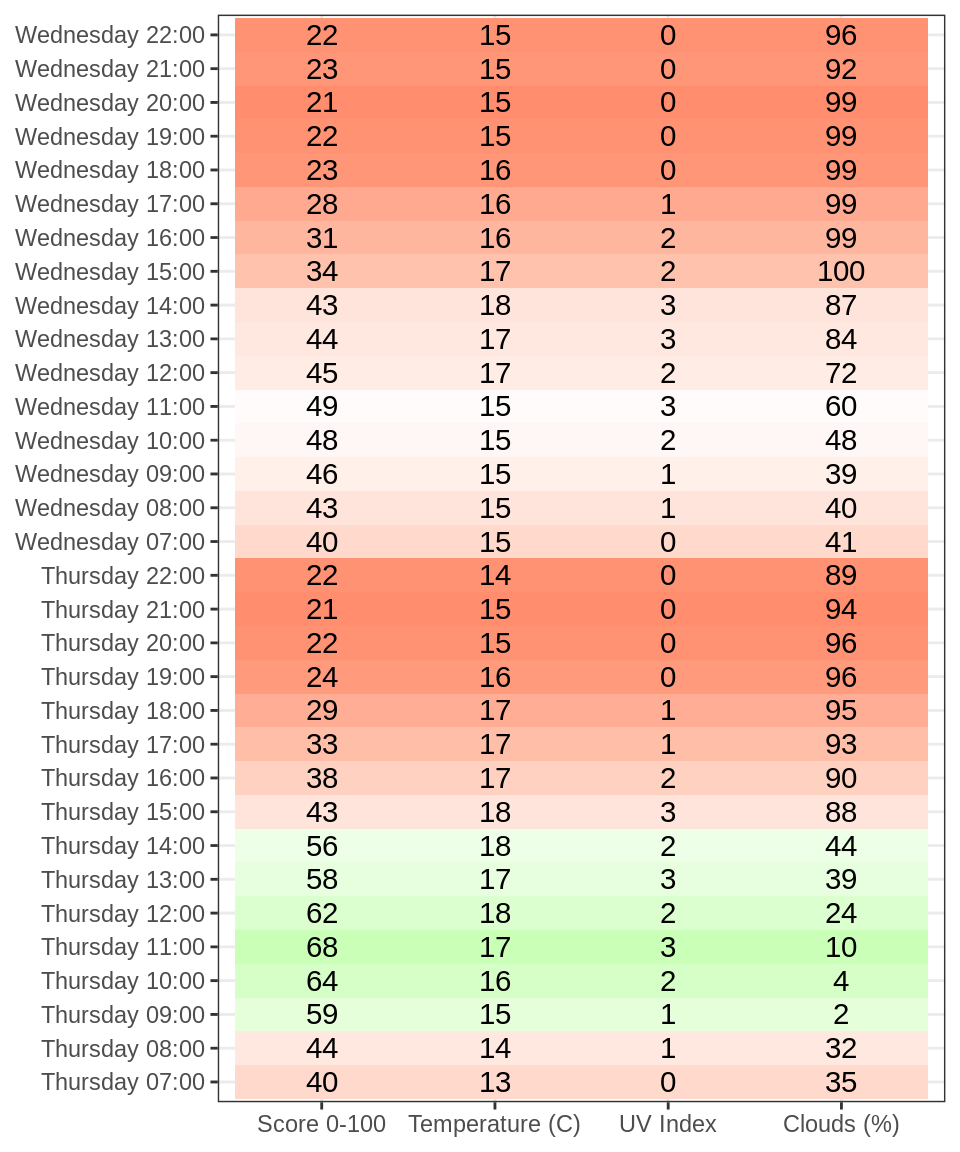 Wednesday 22:00 22 15 0 96
Wednesday 21:00 23 15 0 92
Wednesday 20:00 21 15 0 99
Wednesday 19:00 22 15 0 99
Wednesday 18:00 23 16 0 99
Wednesday 17:00 28 16 1 99
Wednesday 16:00 31 16 2 99
Wednesday 15:00 34 17 2 100
Wednesday 14:00 43 18 3 87
Wednesday 13:00 44 17 3 84
Wednesday 12:00 45 17 2 72
Wednesday 11:00 49 15 3 60
Wednesday 10:00 48 15 2 48
Wednesday 09:00 46 15 1 39
Wednesday 08:00 43 15 1 40
Wednesday 07:00 40 15 0 41
Thursday 22:00 22 14 0 89
Thursday 21:00 21 15 0 94
Thursday 20:00 22 15 0 96
Thursday 19:00 24 16 0 96
Thursday 18:00 29 17 1 95
Thursday 17:00 33 17 1 93
Thursday 16:00 38 17 2 90
Thursday 15:00 43 18 3 88
Thursday 14:00 56 18 2 44
Thursday 13:00 58 17 3 39
Thursday 12:00 62 18 2 24
Thursday 11:00 68 17 3 10
Thursday 10:00 64 16 2 4
Thursday 09:00 59 15 1 2
Thursday 08:00 44 14 1 32
Thursday 07:00 40 13 0 35
Score 0-100 Temperature (C) UV Index Clouds (%)